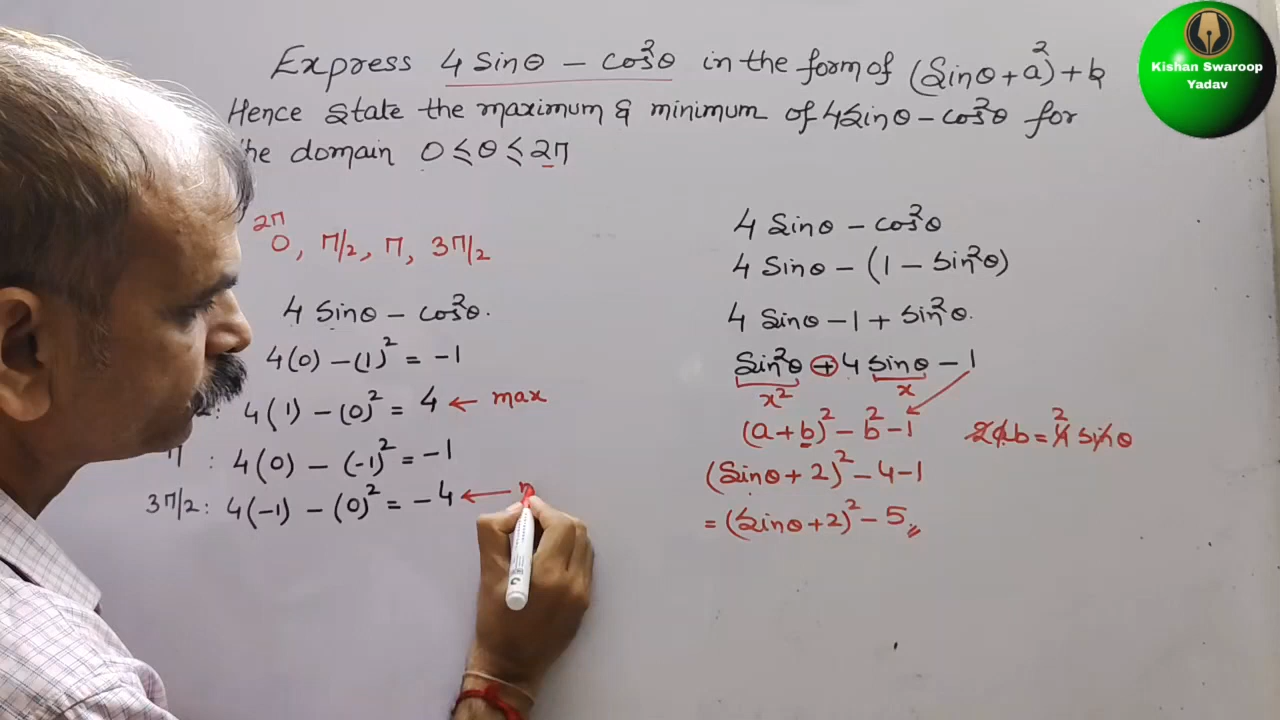 Express 4 Sinθ − cos²θ in the form of (Sinθ + a)² + b
Hence State the maximum & minimum of 4Sinθ − cos²θ for
the domain 0 ≤ θ ≤ 2π
2π
0, π/2, π, 3π/2
4 Sinθ − cos²θ.
4(0) − (1)² = −1
2: 4(1) − (0)² = 4 ← max
π : 4(0) − (−1)² = −1
3π/2: 4(−1) − (0)² = −4 ←
4 Sinθ − cos²θ
4 Sinθ − (1 − Sin²θ)
4 Sinθ − 1 + Sin²θ.
Sin²θ + 4 sinθ − 1
x² x
(a + b)² − b² − 1
2ab = 4 sinθ
2
(Sinθ + 2)² − 4 − 1
= (Sinθ + 2)² − 5
Kishan Swaroop
Yadav